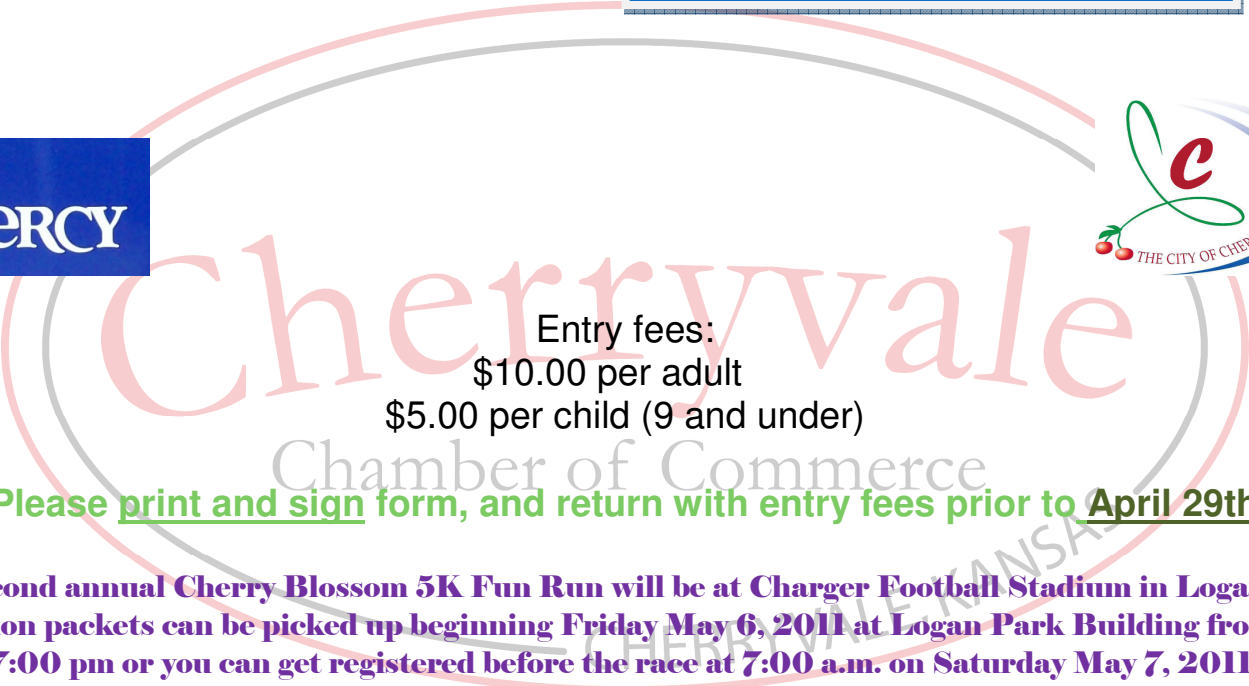 ERCY
C
THE CITY OF CHER
Cherryvale
Entry fees:
$10.00 per adult
$5.00 per child (9 and under)
Chamber of Commerce
Please print and sign form, and return with entry fees prior to April 29th
cond annual Cherry Blossom 5K Fun Run will be at Charger Football Stadium in Loga
ion packets can be picked up beginning Friday May 6, 2011 at Logan Park Building fro
7:00 pm or you can get registered before the race at 7:00 a.m. on Saturday May 7, 2011
CHERRYVALE KANSAS